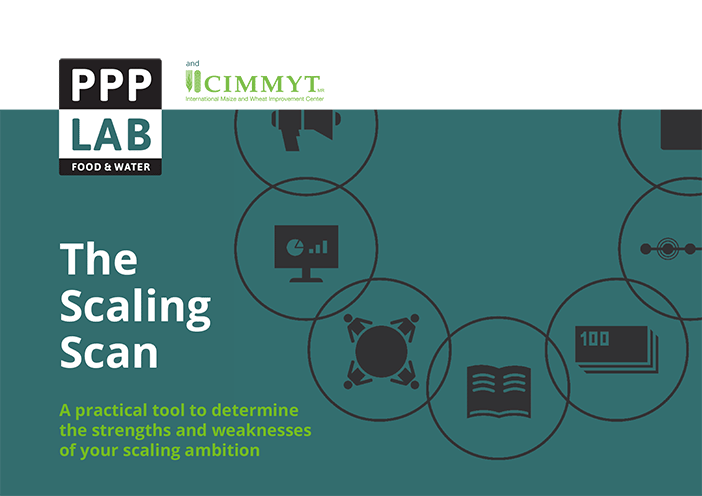 PPP
LAB
FOOD & WATER
and
CIMMYT
International Maize and Wheat Improvement Center
The
Scaling
Scan
A practical tool to determine
the strengths and weaknesses
of your scaling ambition
100